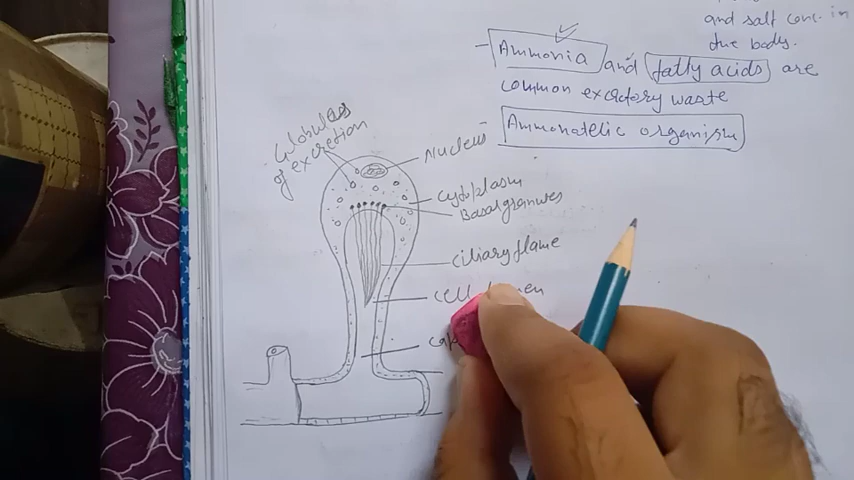 and salt conc. in
the body.
- Ammonia and fatty acids are
common excretory waste
Ammonotelic organism
Globules
of excretion
Nucleus
Cytoplasm
Basal granules
Ciliary flame
Cell